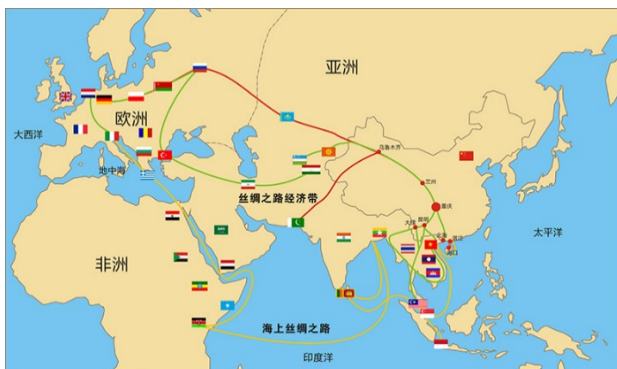 亚洲
欧洲
大西洋
乌鲁木齐
地中海
兰州
丝绸之路经济带
重庆
大理
昆明
北海
湛江
海口
太平洋
非洲
海上丝绸之路
印度洋